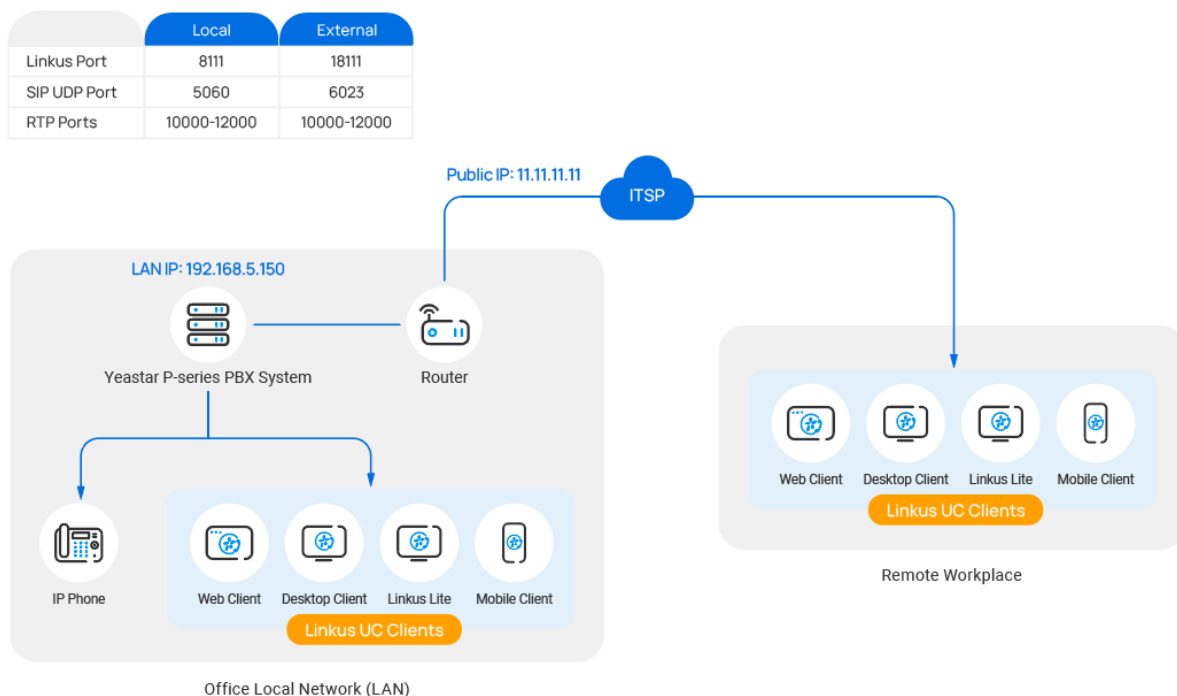 Local External
Linkus Port 8111 18111
SIP UDP Port 5060 6023
RTP Ports 10000-12000 10000-12000
Public IP: 11.11.11.11
ITSP
LAN IP: 192.168.5.150
Yeastar P-series PBX System
Router
IP Phone
Web Client Desktop Client Linkus Lite Mobile Client
Linkus UC Clients
Office Local Network (LAN)
Web Client Desktop Client Linkus Lite Mobile Client
Linkus UC Clients
Remote Workplace